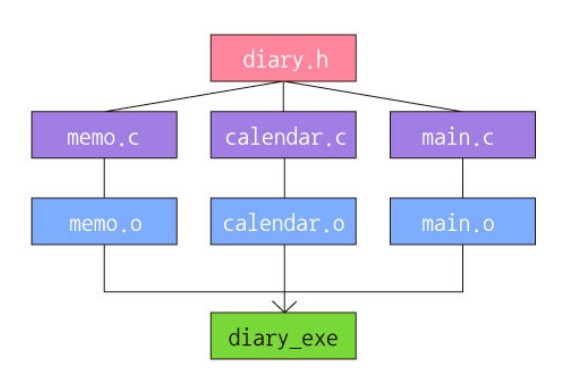 diary.h
memo.c
calendar.c
main.c
memo.o
calendar.o
main.o
diary_exe